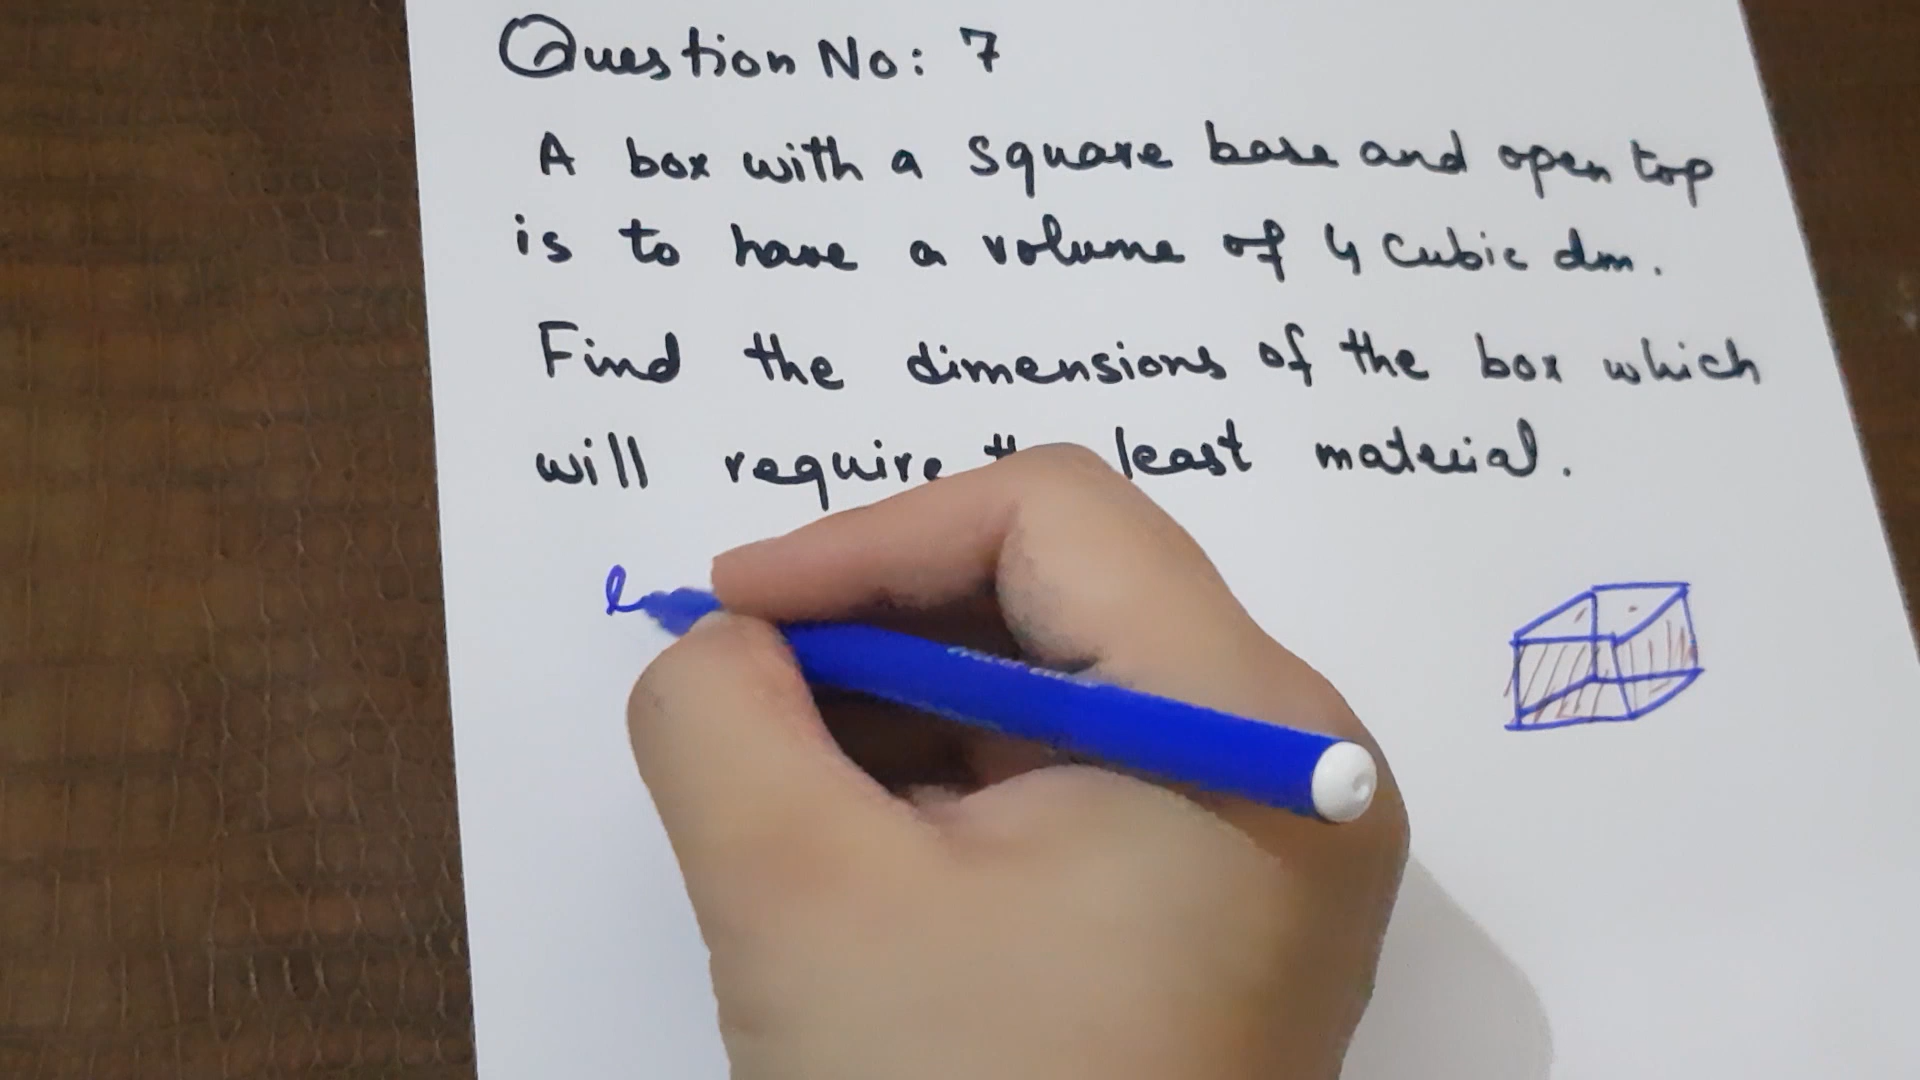 Question No: 7
A box with a square base and open top
is to have a volume of 4 cubic dm.
Find the dimensions of the box which
will require least material.
l